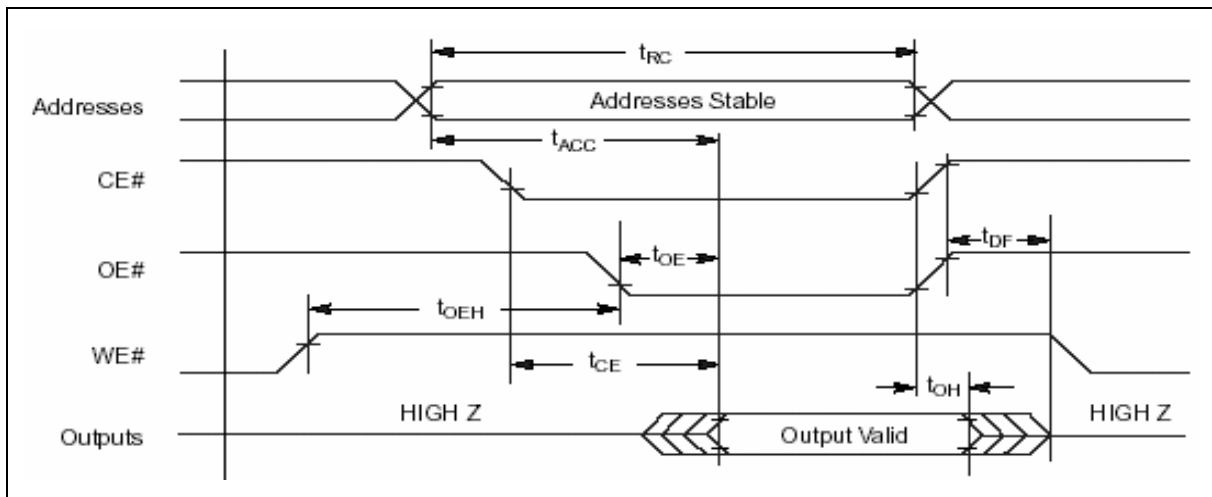 tRC
Addresses
Addresses Stable
tACC
CE#
tDF
OE#
tOE
tOEH
WE#
tCE
tOH
HIGH Z
HIGH Z
Outputs
Output Valid